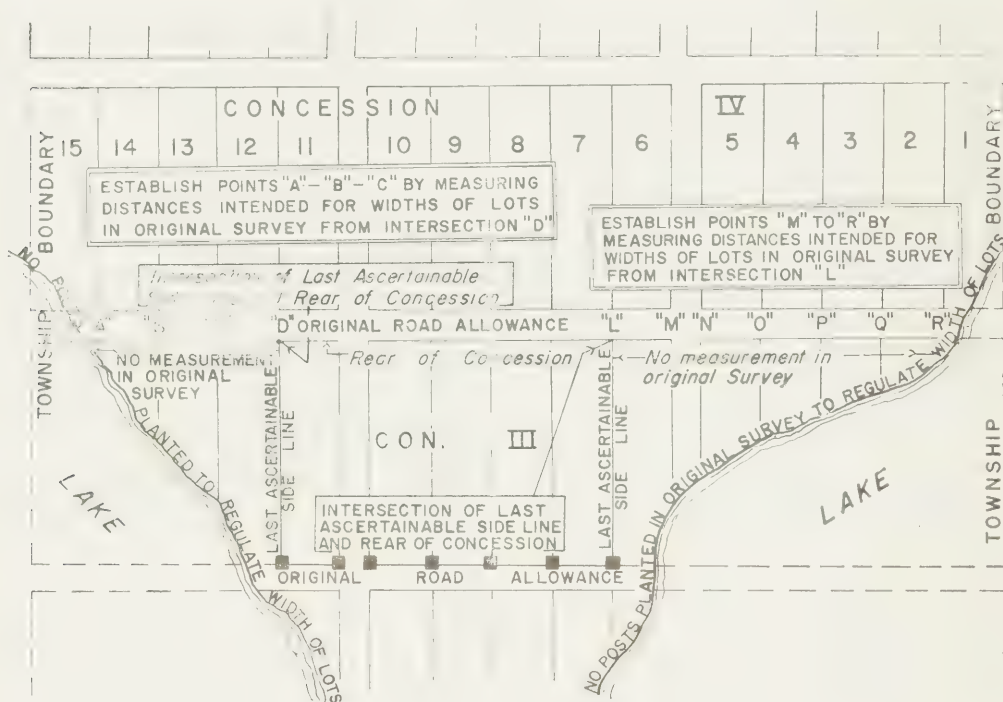 CONCESSION IV
15 14 13 12 11 10 9 8 7 6 5 4 3 2 1
TOWNSHIP BOUNDARY
ESTABLISH POINTS "A"-"B"-"C" BY MEASURING
DISTANCES INTENDED FOR WIDTHS OF LOTS
IN ORIGINAL SURVEY FROM INTERSECTION "D"
ESTABLISH POINTS "M" TO "R" BY
MEASURING DISTANCES INTENDED FOR
WIDTHS OF LOTS IN ORIGINAL SURVEY
FROM INTERSECTION "L"
TOWNSHIP BOUNDARY
of Last Ascertainable
Rear of Concession
"D" ORIGINAL ROAD ALLOWANCE "L" "M" "N" "O" "P" "Q" "R"
NO MEASUREMENT
IN ORIGINAL
SURVEY
Rear of Concession
No measurement in
original Survey
LAST ASCERTAINABLE
SIDE LINE
CON. III
LAST ASCERTAINABLE
SIDE LINE
LAKE
LAKE
INTERSECTION OF LAST
ASCERTAINABLE SIDE LINE
AND REAR OF CONCESSION
ORIGINAL ROAD ALLOWANCE
NO PLANTED TO REGULATE WIDTH OF LOTS
NO POSTS PLANTED IN ORIGINAL SURVEY TO REGULATE WIDTH OF LOTS